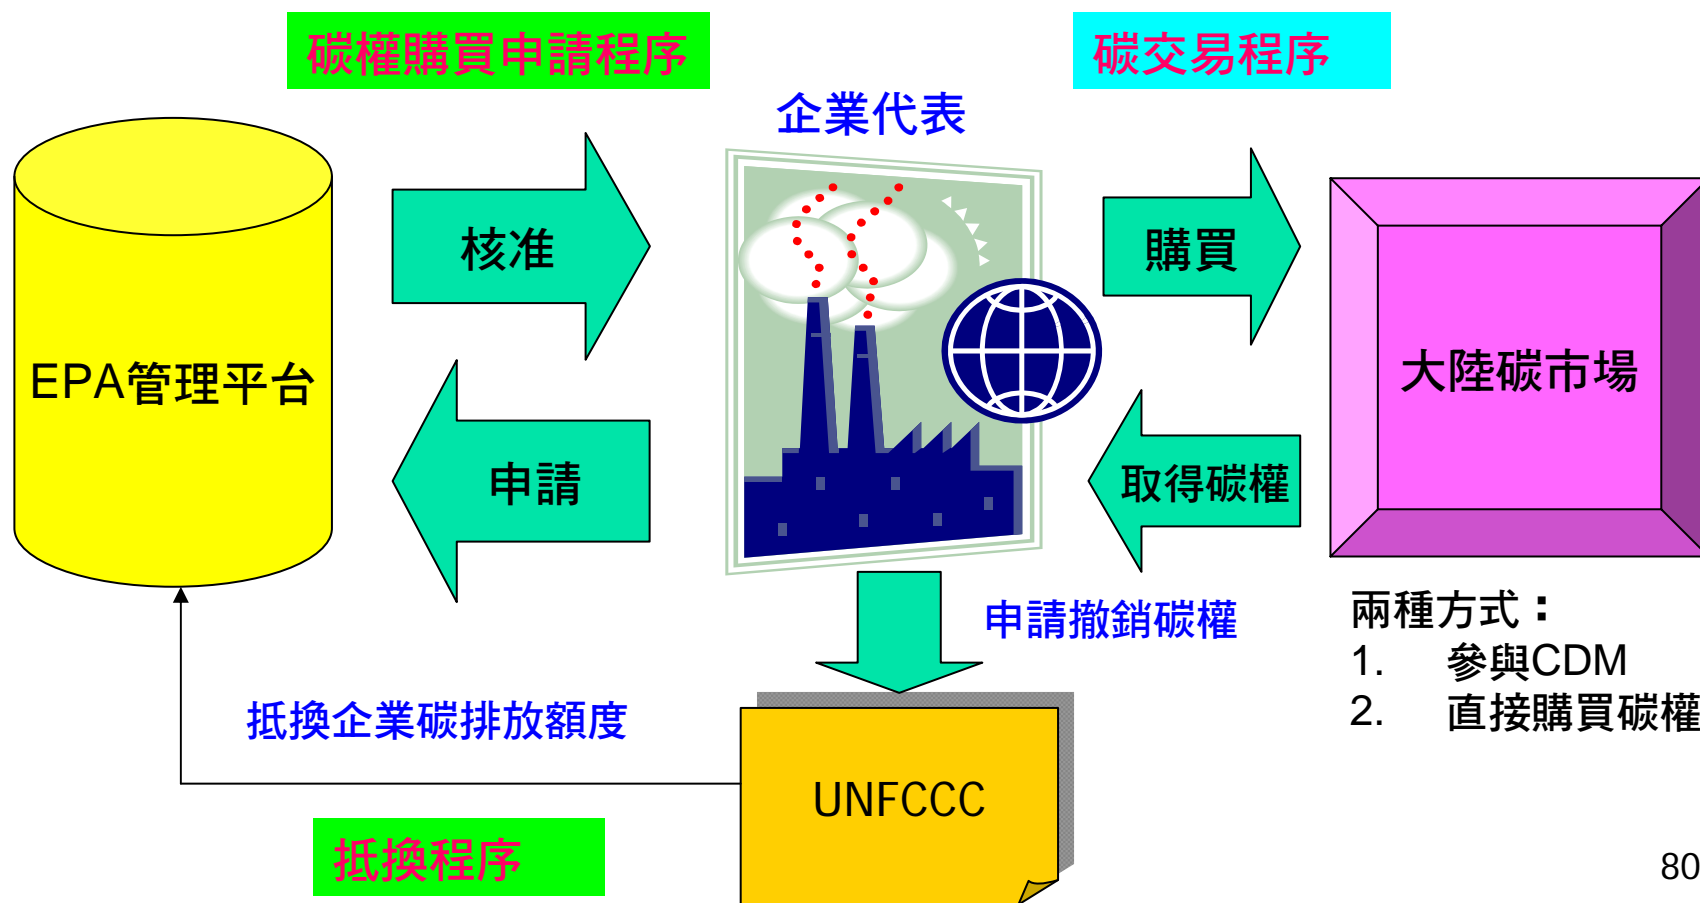 碳權購買申請程序
碳交易程序
企業代表
核准
購買
EPA管理平台
大陸碳市場
申請
取得碳權
申請撤銷碳權
兩種方式：
1. 參與CDM
2. 直接購買碳權
抵換企業碳排放額度
UNFCCC
抵換程序
80